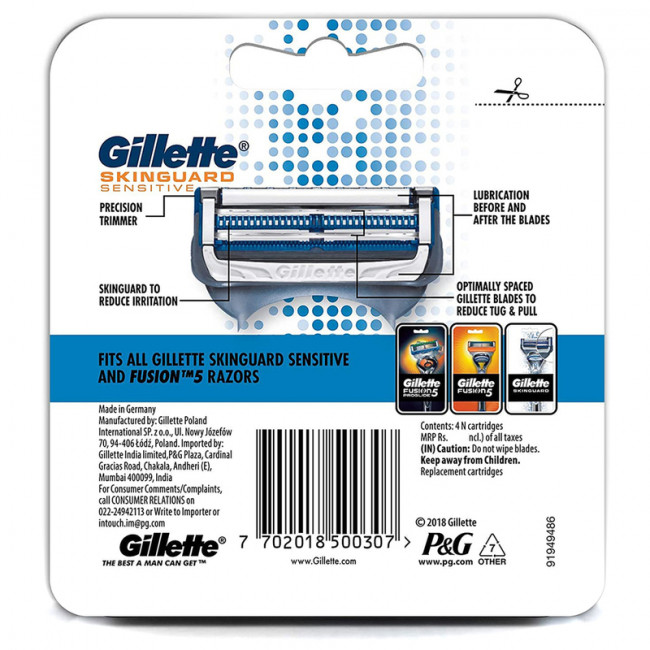 Gillette®
SKINGUARD
SENSITIVE
PRECISION
TRIMMER
LUBRICATION
BEFORE AND
AFTER THE BLADES
Gillette
SKINGUARD TO
REDUCE IRRITATION
OPTIMALLY SPACED
GILLETTE BLADES TO
REDUCE TUG & PULL
FITS ALL GILLETTE SKINGUARD SENSITIVE
AND FUSION™5 RAZORS
Gillette
FUSION5
PROGLIDE
Gillette
FUSION5
Gillette
SKINGUARD
Made in Germany
Manufactured by: Gillette Poland
International SP. z o.o., Ul. Nowy Józefów
70, 94-406 Łódź, Poland. Imported by:
Gillette India limited,P&G Plaza, Cardinal
Gracias Road, Chakala, Andheri (E),
Mumbai 400099, India
For Consumer Comments/Complaints,
call CONSUMER RELATIONS on
022-24942113 or Write to Importer or
intouch.im@pg.com
Gillette®
THE BEST A MAN CAN GET™
7 702018 500307 >
www.Gillette.com
Contents: 4 N cartridges
MRP Rs. ncl.) of all taxes
(IN) Caution: Do not wipe blades.
Keep away from Children.
Replacement cartridges
© 2018 Gillette
P&G
www.pg.com
7
OTHER
91949486